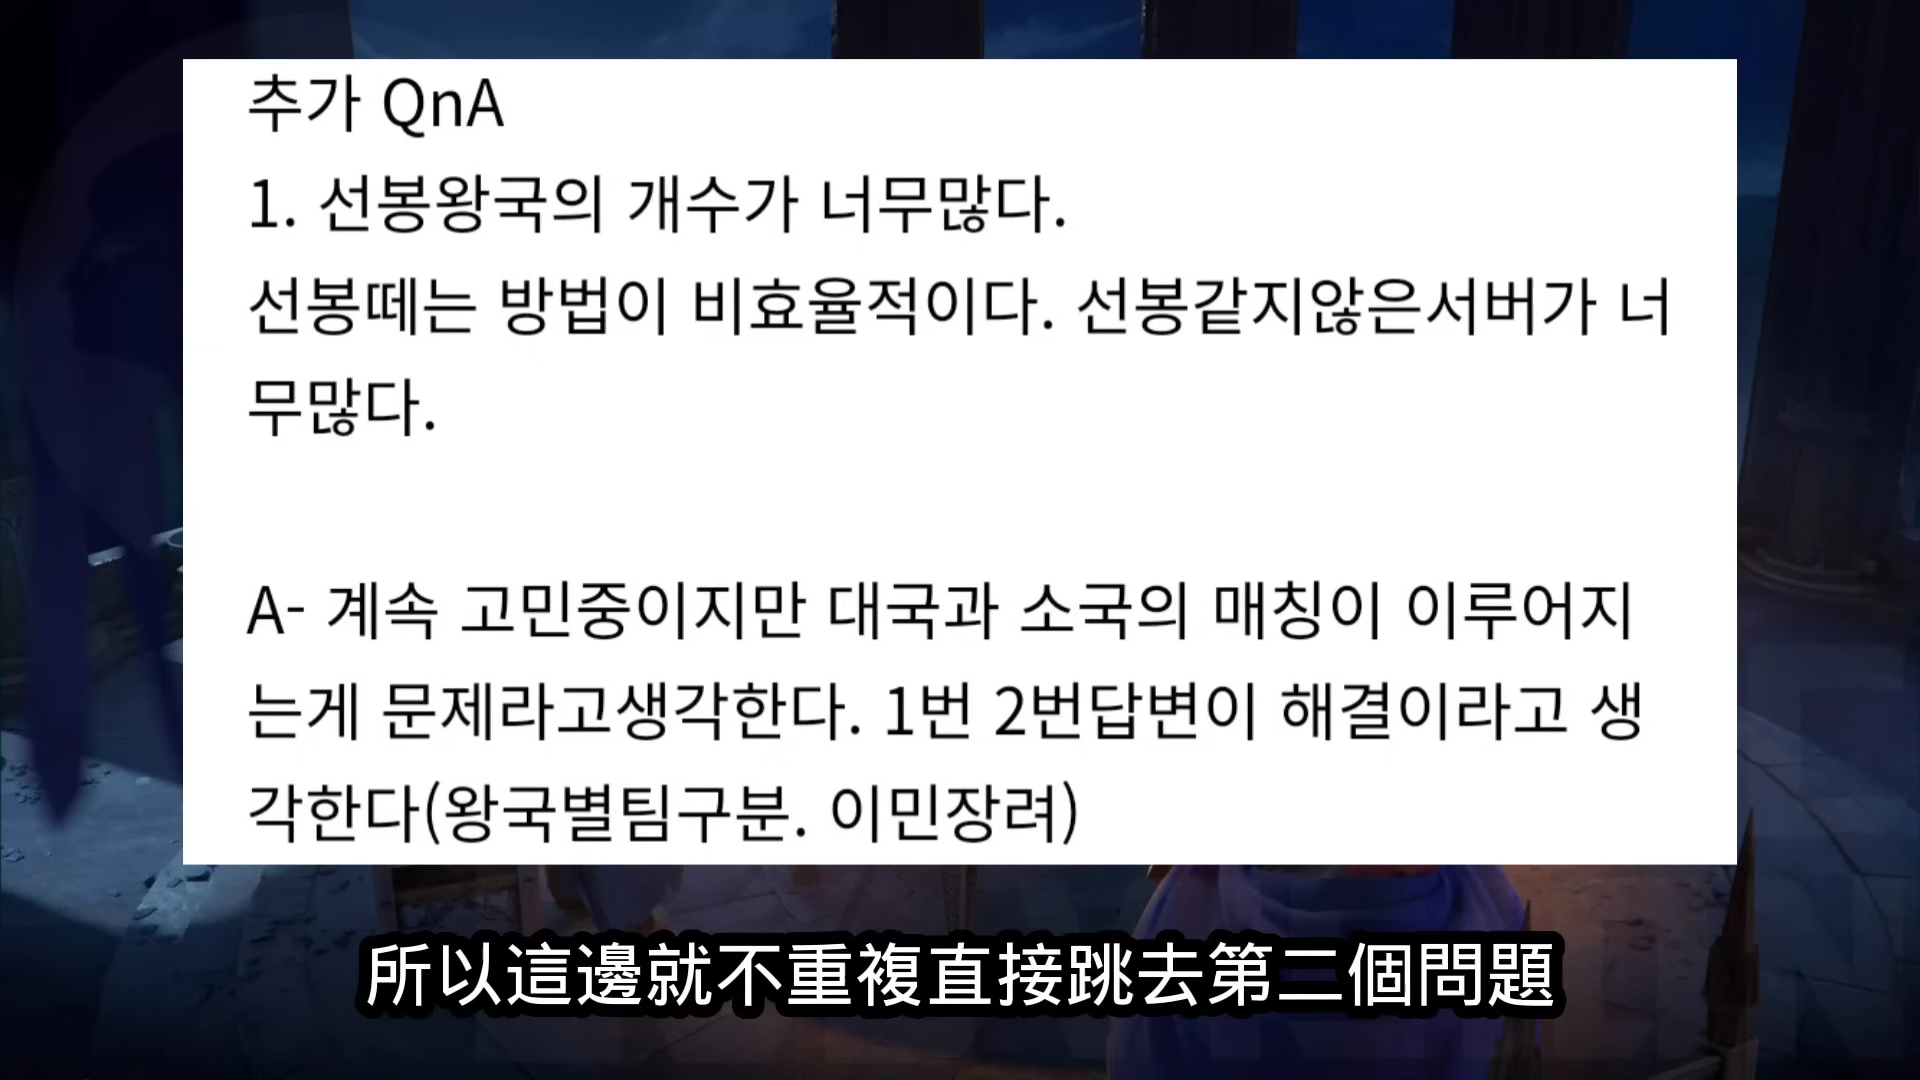 추가 QnA
1. 선봉왕국의 개수가 너무많다.
선봉떼는 방법이 비효율적이다. 선봉같지않은서버가 너
무많다.
A- 계속 고민중이지만 대국과 소국의 매칭이 이루어지
는게 문제라고생각한다. 1번 2번답변이 해결이라고 생
각한다(왕국별팀구분. 이민장려)
所以這邊就不重複直接跳去第二個問題